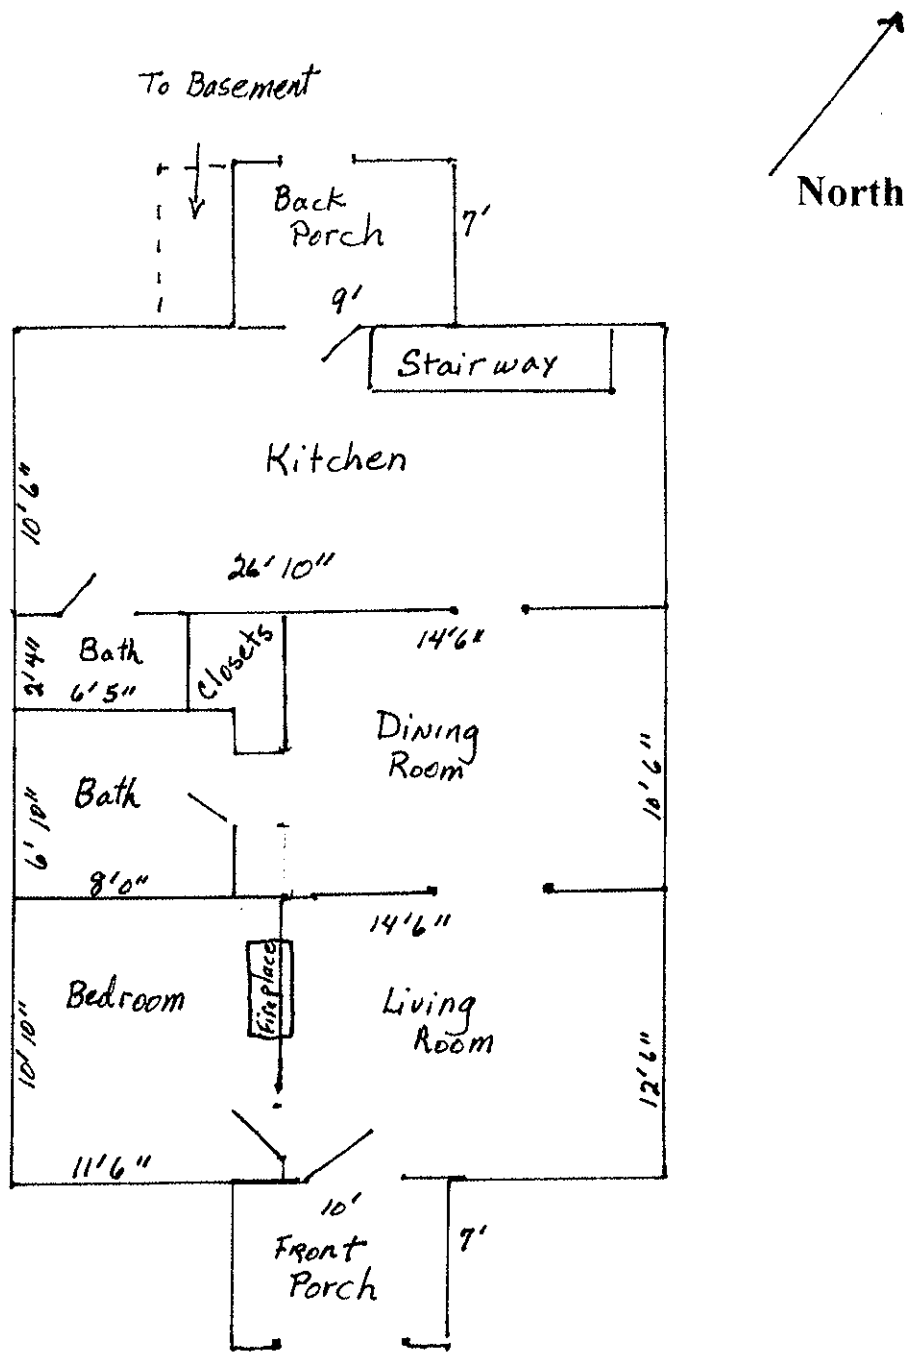 To Basement
North
Back
Porch
7'
9'
Stairway
Kitchen
10' 6"
26' 10"
14'6"
Bath
Closets
2'4"
6' 5"
Dining
Room
10' 6"
Bath
6' 10"
8'0"
14'6"
Bedroom
Fireplace
Living
Room
10' 10"
12'6"
11'6"
10'
Front
Porch
7'